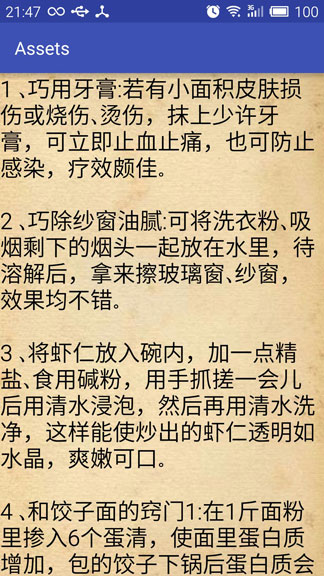 21:47 3G 100
Assets
1、巧用牙膏:若有小面积皮肤损
伤或烧伤、烫伤，抹上少许牙
膏，可立即止血止痛，也可防止
感染，疗效颇佳。
2、巧除纱窗油腻:可将洗衣粉、吸
烟剩下的烟头一起放在水里，待
溶解后，拿来擦玻璃窗、纱窗，
效果均不错。
3、将虾仁放入碗内，加一点精
盐、食用碱粉，用手抓搓一会儿
后用清水浸泡，然后再用清水洗
净，这样能使炒出的虾仁透明如
水晶，爽嫩可口。
4、和饺子面的窍门1:在1斤面粉
里掺入6个蛋清，使面里蛋白质
增加，包的饺子下锅后蛋白质会